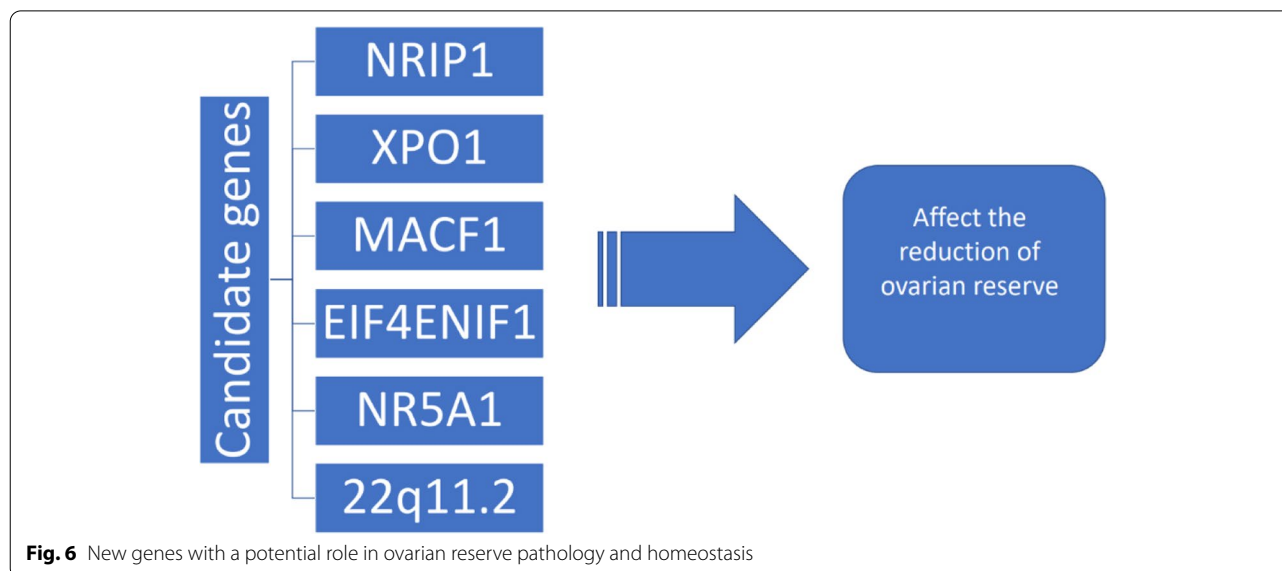 Candidate genes
NRIP1
XPO1
MACF1
EIF4ENIF1
NR5A1
22q11.2
Affect the
reduction of
ovarian reserve
Fig. 6 New genes with a potential role in ovarian reserve pathology and homeostasis